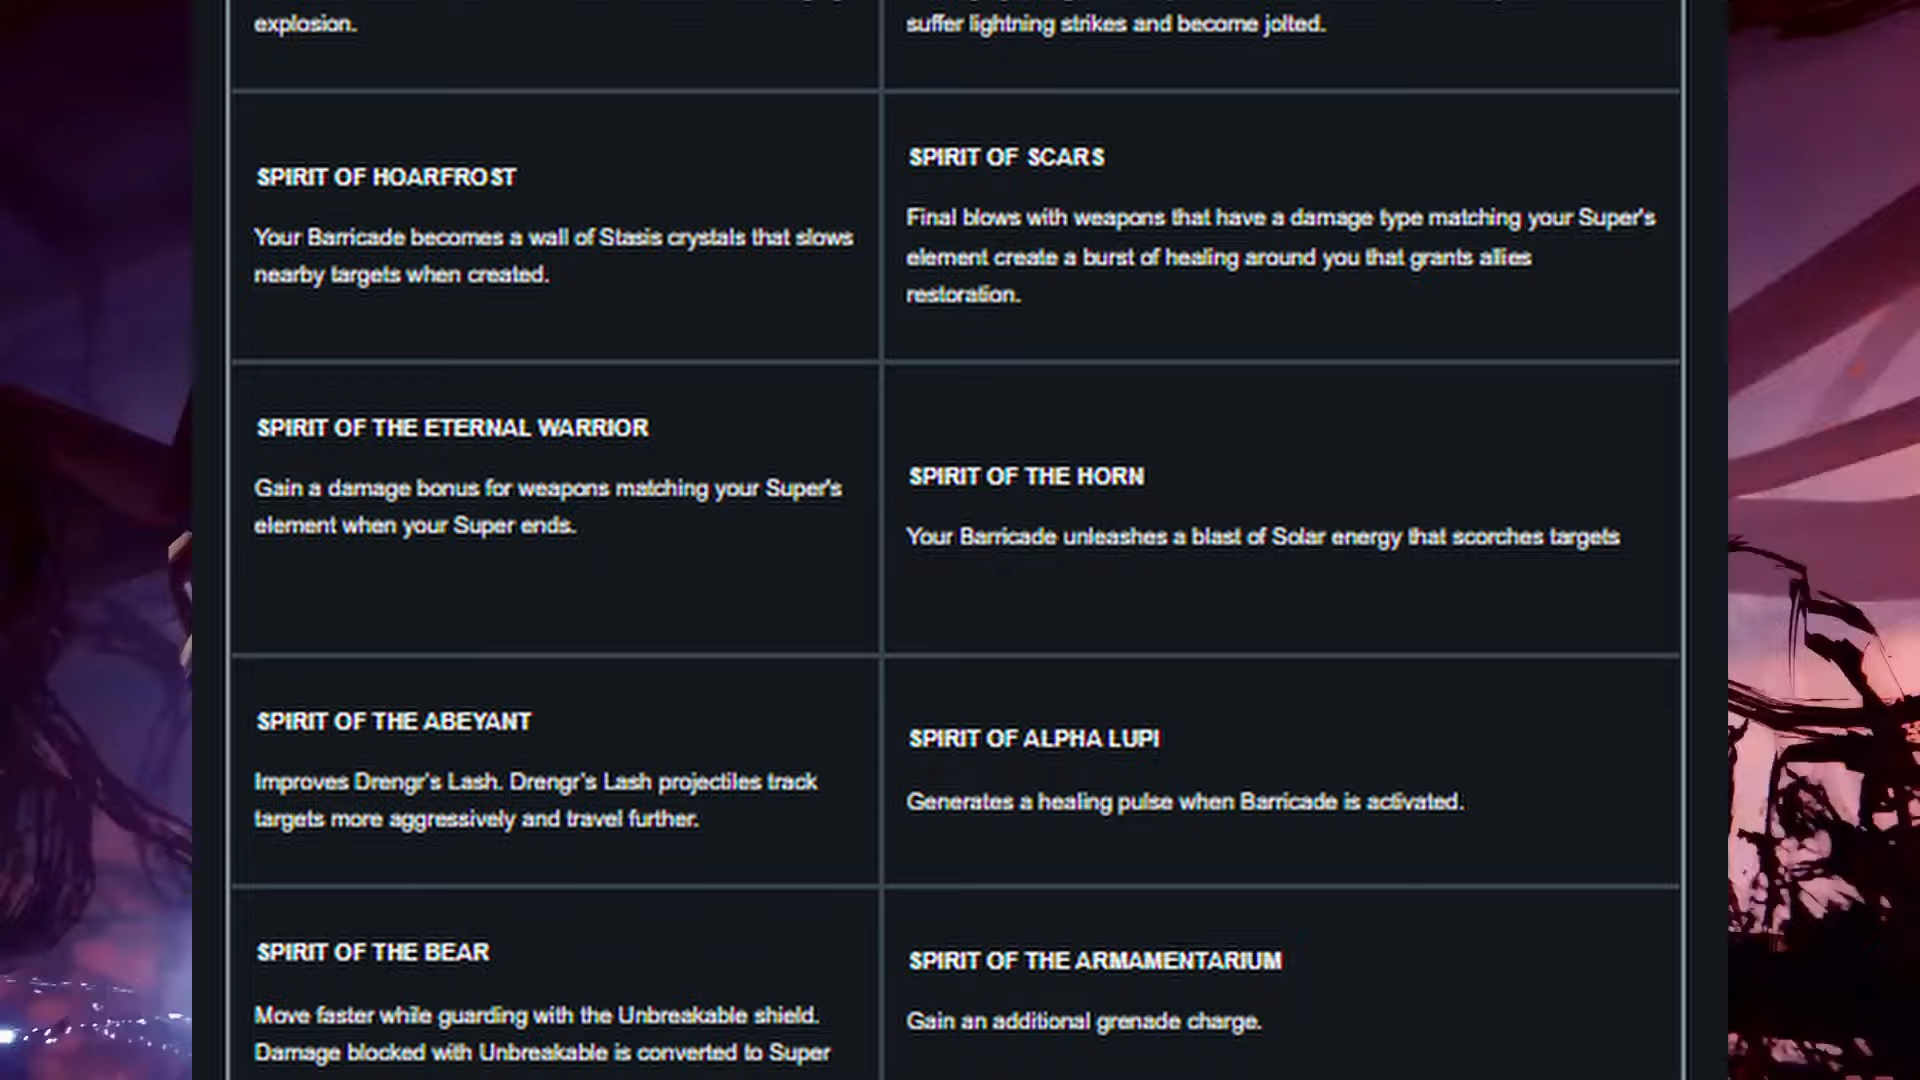 explosion.
suffer lightning strikes and become jolted.
SPIRIT OF HOARFROST
Your Barricade becomes a wall of Stasis crystals that slows
nearby targets when created.
SPIRIT OF SCARS
Final blows with weapons that have a damage type matching your Super's
element create a burst of healing around you that grants allies
restoration.
SPIRIT OF THE ETERNAL WARRIOR
Gain a damage bonus for weapons matching your Super's
element when your Super ends.
SPIRIT OF THE HORN
Your Barricade unleashes a blast of Solar energy that scorches targets
SPIRIT OF THE ABEYANT
Improves Drengr's Lash. Drengr's Lash projectiles track
targets more aggressively and travel further.
SPIRIT OF ALPHA LUPI
Generates a healing pulse when Barricade is activated.
SPIRIT OF THE BEAR
Move faster while guarding with the Unbreakable shield.
Damage blocked with Unbreakable is converted to Super
SPIRIT OF THE ARMAMENTARIUM
Gain an additional grenade charge.